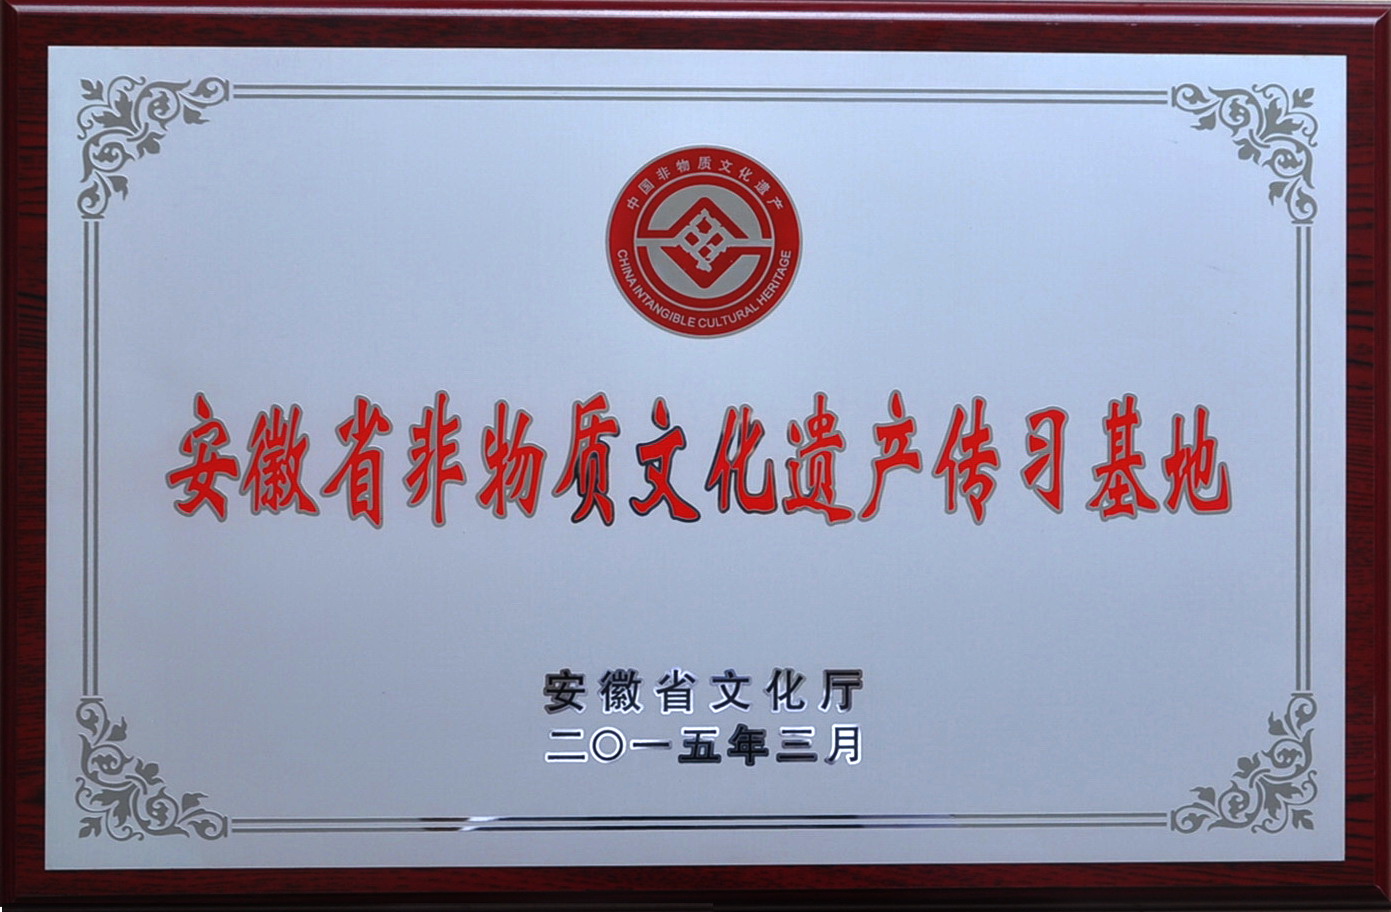 中国非物质文化遗产
CHINA INTANGIBLE CULTURAL HERITAGE
安徽省非物质文化遗产传习基地
安徽省文化厅
二〇一五年三月